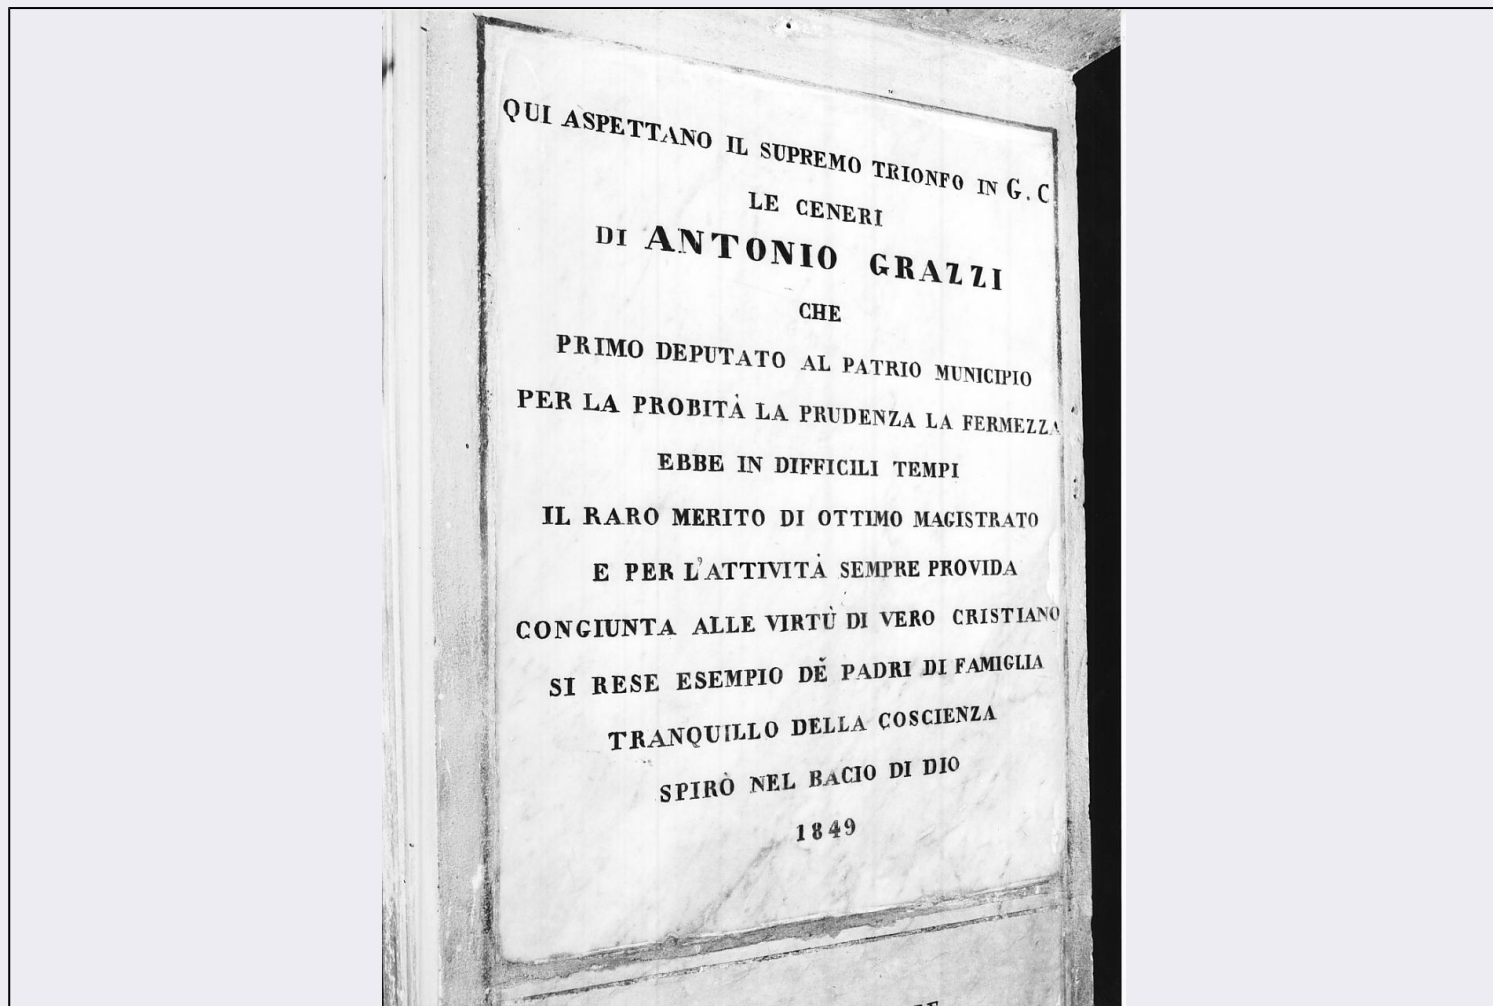 QUI ASPETTANO IL SUPREMO TRIONFO IN G. C
LE CENERI
DI ANTONIO GRAZZI
CHE
PRIMO DEPUTATO AL PATRIO MUNICIPIO
PER LA PROBITÀ LA PRUDENZA LA FERMEZZA
EBBE IN DIFFICILI TEMPI
IL RARO MERITO DI OTTIMO MAGISTRATO
E PER L'ATTIVITÀ SEMPRE PROVIDA
CONGIUNTA ALLE VIRTÙ DI VERO CRISTIANO
SI RESE ESEMPIO DĚ PADRI DI FAMIGLIA
TRANQUILLO DELLA COSCIENZA
SPIRÒ NEL BACIO DI DIO
1849